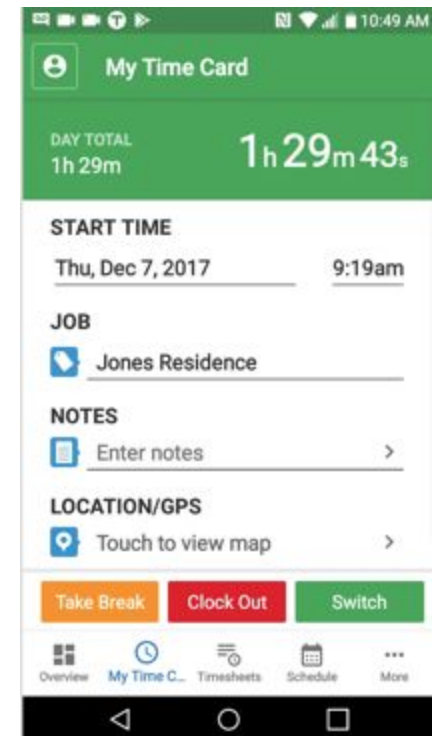 10:49 AM
My Time Card
DAY TOTAL
1h 29m
1h 29m 43s
START TIME
Thu, Dec 7, 2017 9:19am
JOB
Jones Residence
NOTES
Enter notes
LOCATION/GPS
Touch to view map
Take Break Clock Out Switch
Overview My Time C... Timesheets Schedule More